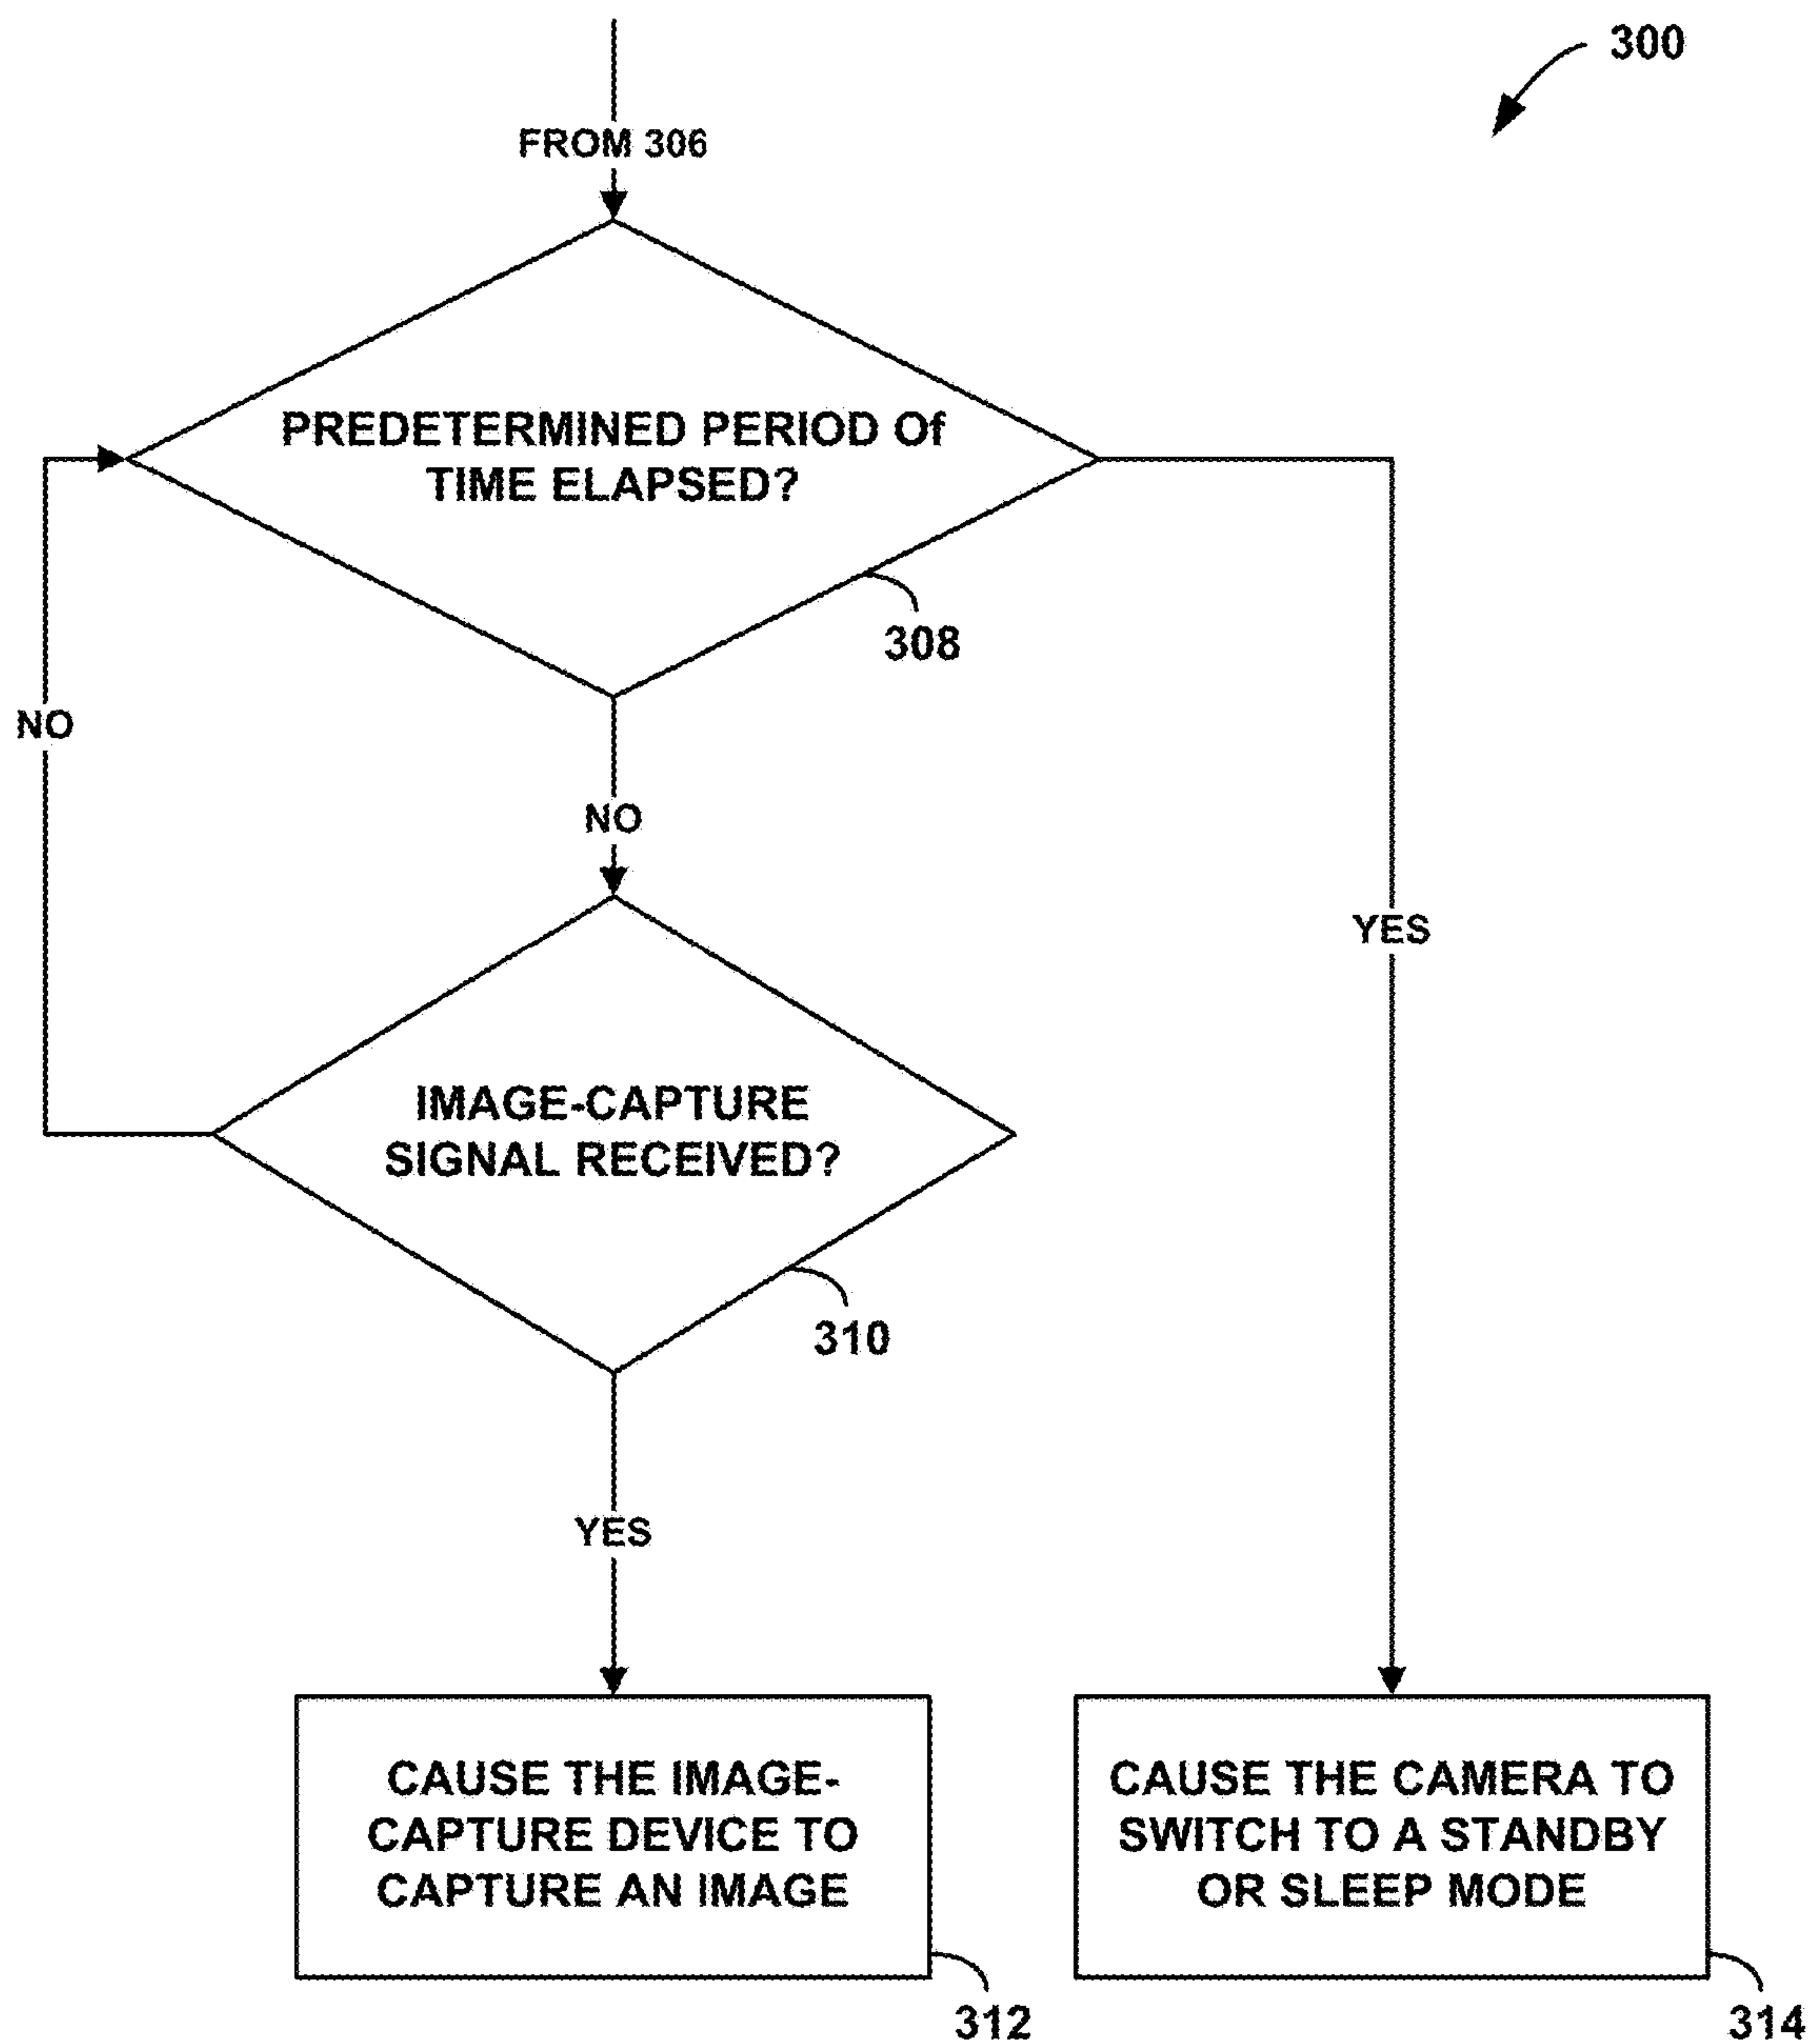 300
FROM 306
PREDETERMINED PERIOD Of
TIME ELAPSED?
308
NO
NO
YES
IMAGE-CAPTURE
SIGNAL RECEIVED?
310
YES
CAUSE THE IMAGE-
CAPTURE DEVICE TO
CAPTURE AN IMAGE
312
CAUSE THE CAMERA TO
SWITCH TO A STANDBY
OR SLEEP MODE
314